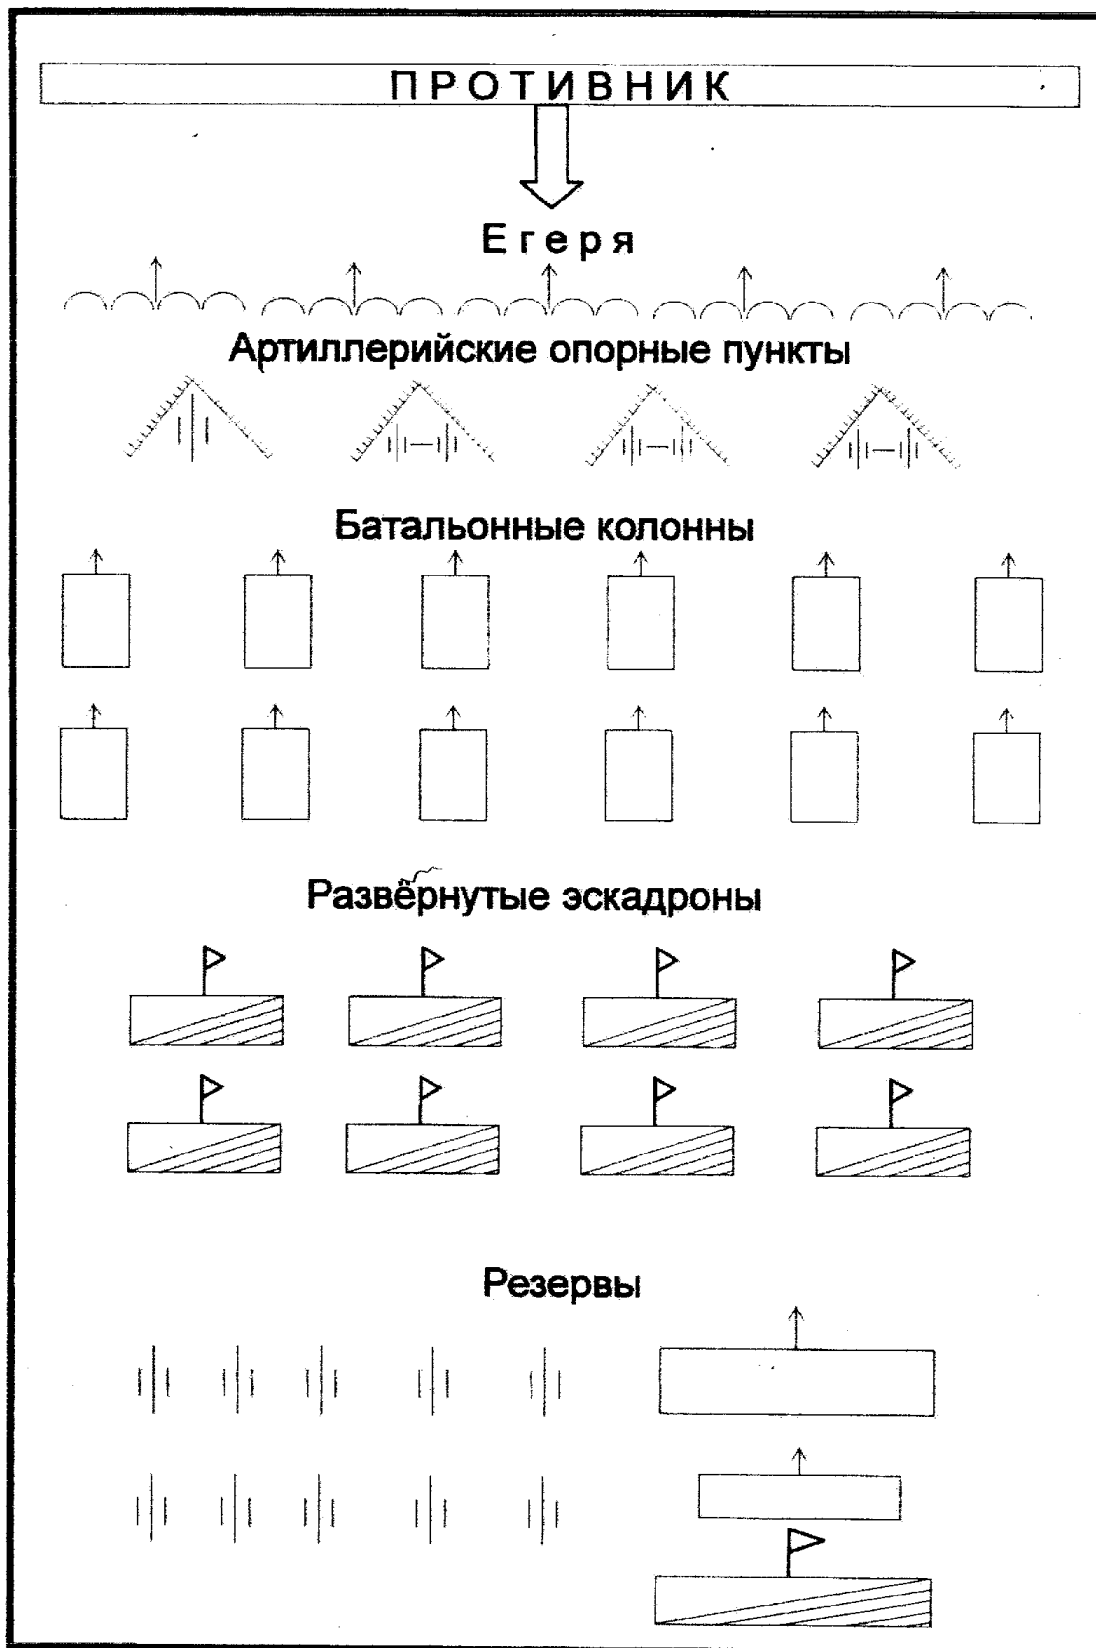 ПРОТИВНИК
Егеря
Артиллерийские опорные пункты
Батальонные колонны
Развёрнутые эскадроны
Резервы